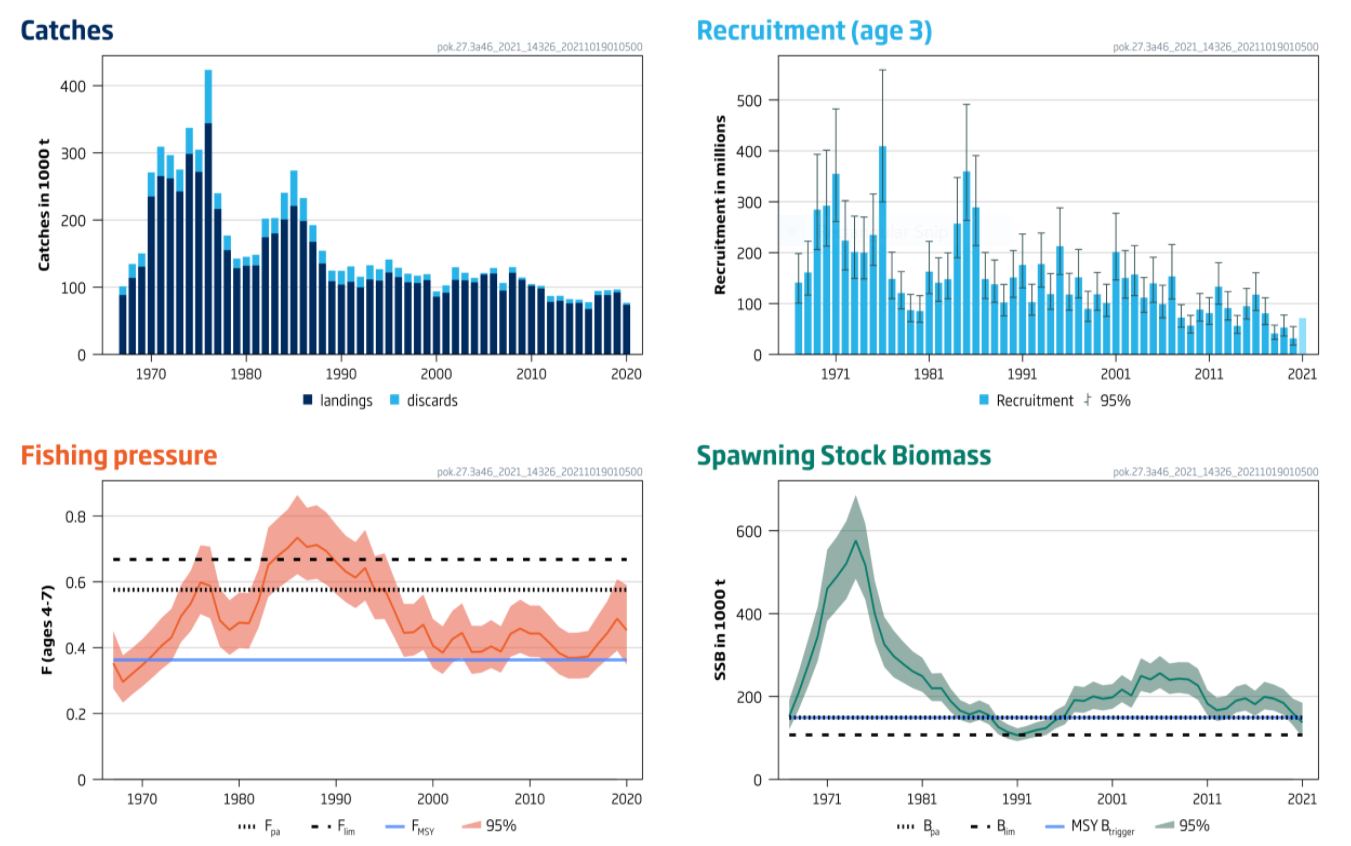 Catches
pok.27.3a46_2021_14326_20211019010500
Catches in 1000 t
400
300
200
100
0
1970 1980 1990 2000 2010 2020
landings discards
Recruitment (age 3)
pok.27.3a46_2021_14326_20211019010500
Recruitment in millions
500
400
300
200
100
0
1971 1981 1991 2001 2011 2021
Recruitment 95%
Fishing pressure
pok.27.3a46_2021_14326_20211019010500
F (ages 4-7)
0.8
0.6
0.4
0.2
0
1970 1980 1990 2000 2010 2020
Fpa Flim FMSY 95%
Spawning Stock Biomass
pok.27.3a46_2021_14326_20211019010500
SSB in 1000 t
600
400
200
0
1971 1981 1991 2001 2011 2021
Bpa Blim MSY Btrigger 95%